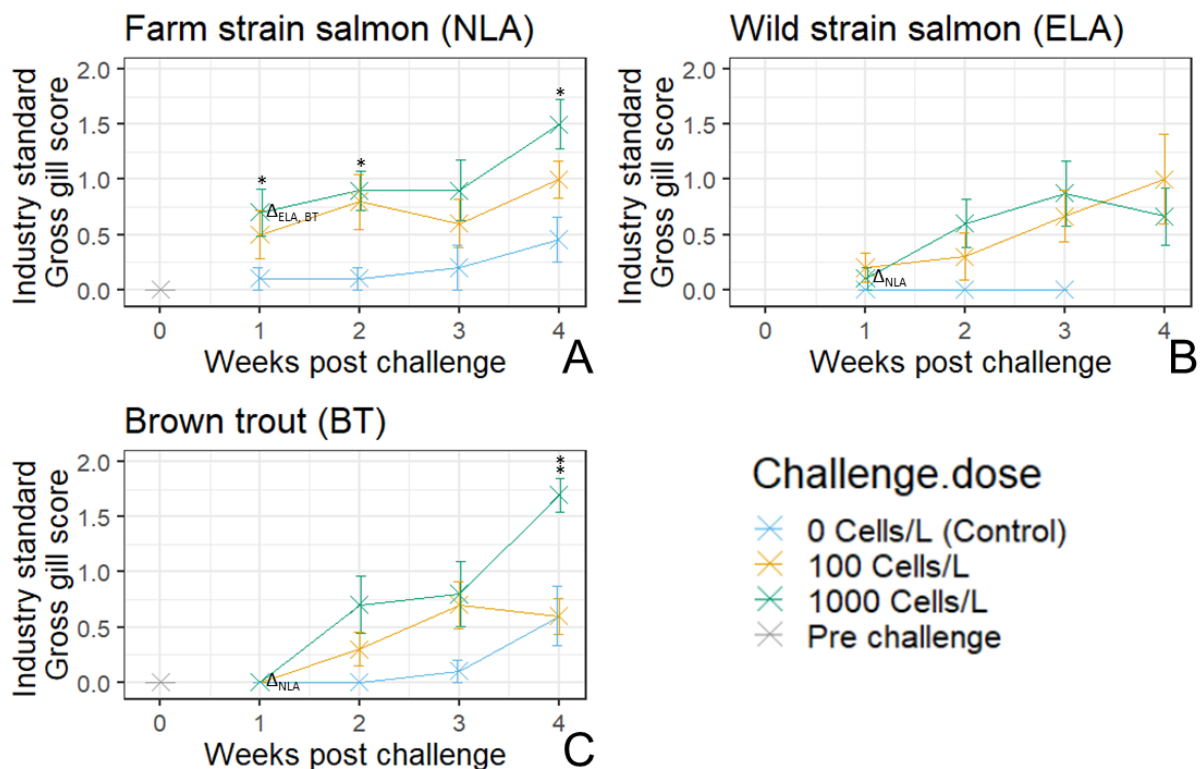 Farm strain salmon (NLA)
Industry standard
Gross gill score
2.0
1.5
1.0
0.5
0.0
*
*
*
Δ ELA, BT
0 1 2 3 4
Weeks post challenge
A
Wild strain salmon (ELA)
Industry standard
Gross gill score
2.0
1.5
1.0
0.5
0.0
Δ NLA
0 1 2 3 4
Weeks post challenge
B
Brown trout (BT)
Industry standard
Gross gill score
2.0
1.5
1.0
0.5
0.0
*
*
Δ NLA
0 1 2 3 4
Weeks post challenge
C
Challenge.dose
0 Cells/L (Control)
100 Cells/L
1000 Cells/L
Pre challenge